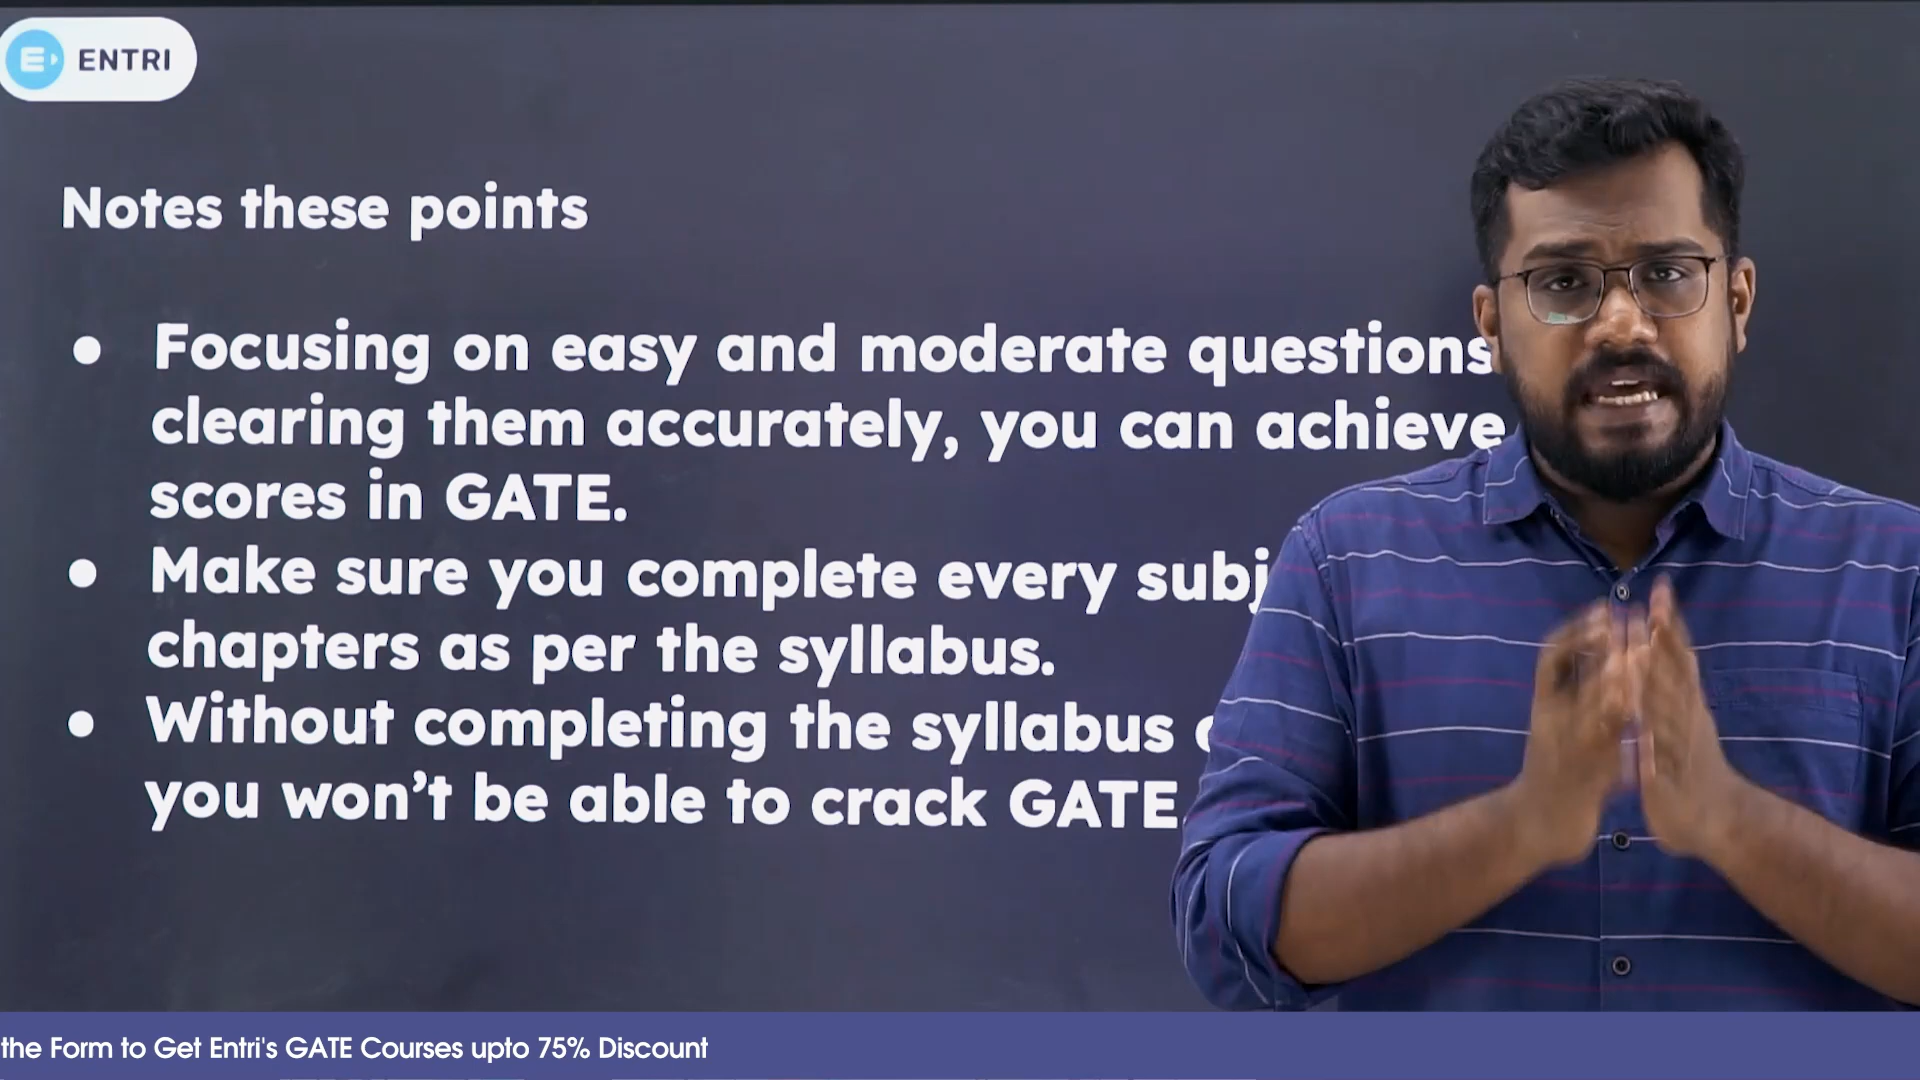 ENTRI
Notes these points
• Focusing on easy and moderate questions
clearing them accurately, you can achieve
scores in GATE.
• Make sure you complete every
chapters as per the syllabus.
• Without completing the syllabus
you won't be able to crack GATE
the Form to Get Entri's GATE Courses upto 75% Discount